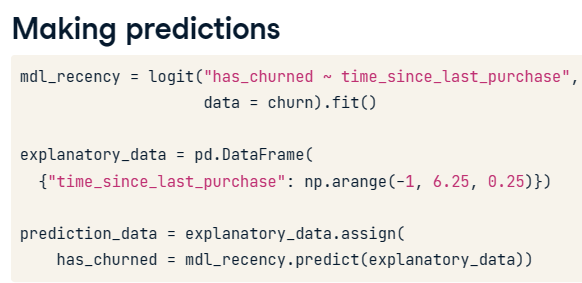 Making predictions
mdl_recency = logit("has_churned ~ time_since_last_purchase",
data = churn).fit()
explanatory_data = pd.DataFrame(
{"time_since_last_purchase": np.arange(-1, 6.25, 0.25)})
prediction_data = explanatory_data.assign(
has_churned = mdl_recency.predict(explanatory_data))